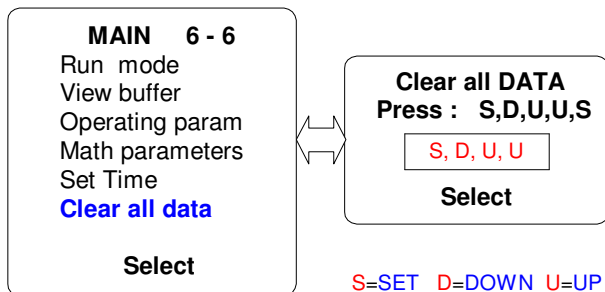 MAIN 6 - 6
Run mode
View buffer
Operating param
Math parameters
Set Time
Clear all data
Select
Clear all DATA
Press : S,D,U,U,S
S, D, U, U
Select
S=SET D=DOWN U=UP